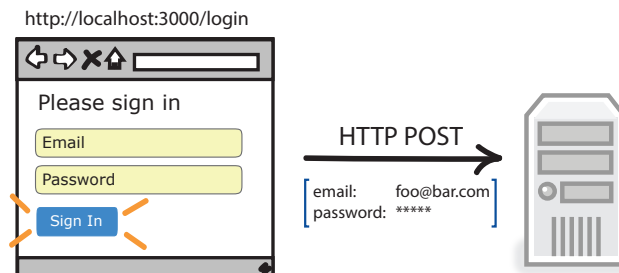 http://localhost:3000/login
Please sign in
Email
Password
Sign In
HTTP POST
email: foo@bar.com
password: *****